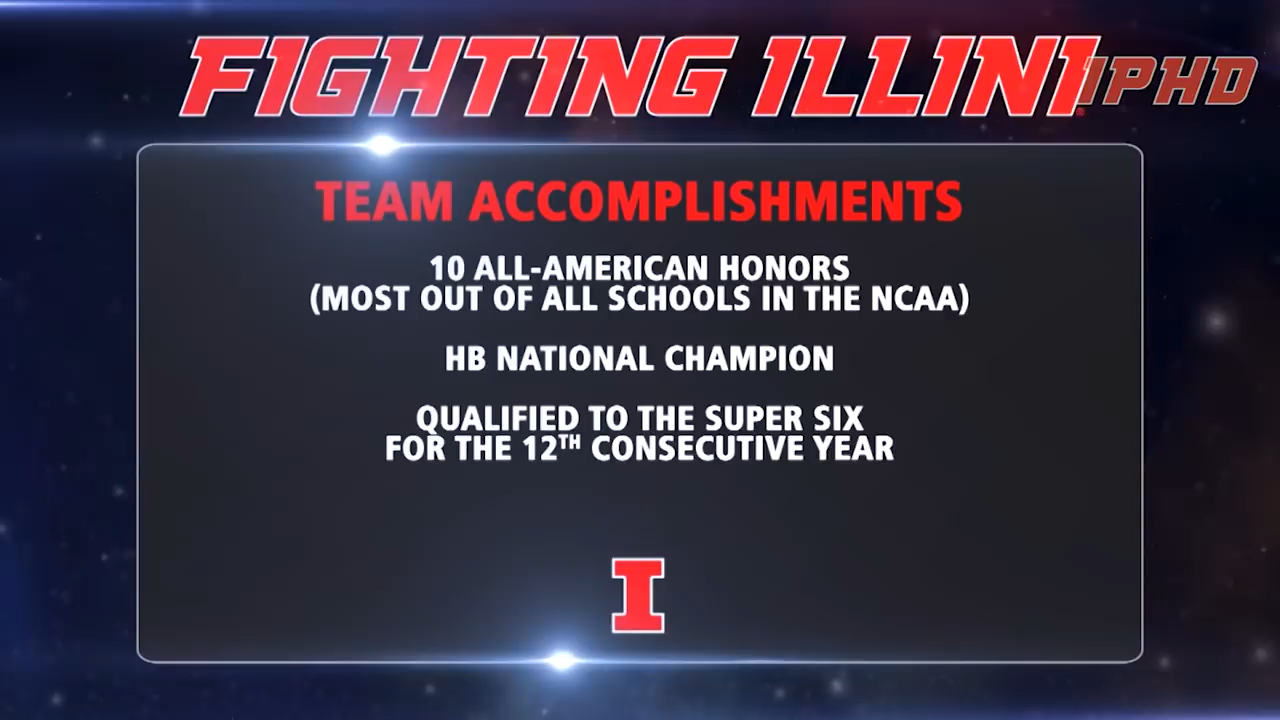 FIGHTING ILLINI
IPHD
TEAM ACCOMPLISHMENTS
10 ALL-AMERICAN HONORS
(MOST OUT OF ALL SCHOOLS IN THE NCAA)
HB NATIONAL CHAMPION
QUALIFIED TO THE SUPER SIX
FOR THE 12TH CONSECUTIVE YEAR
I